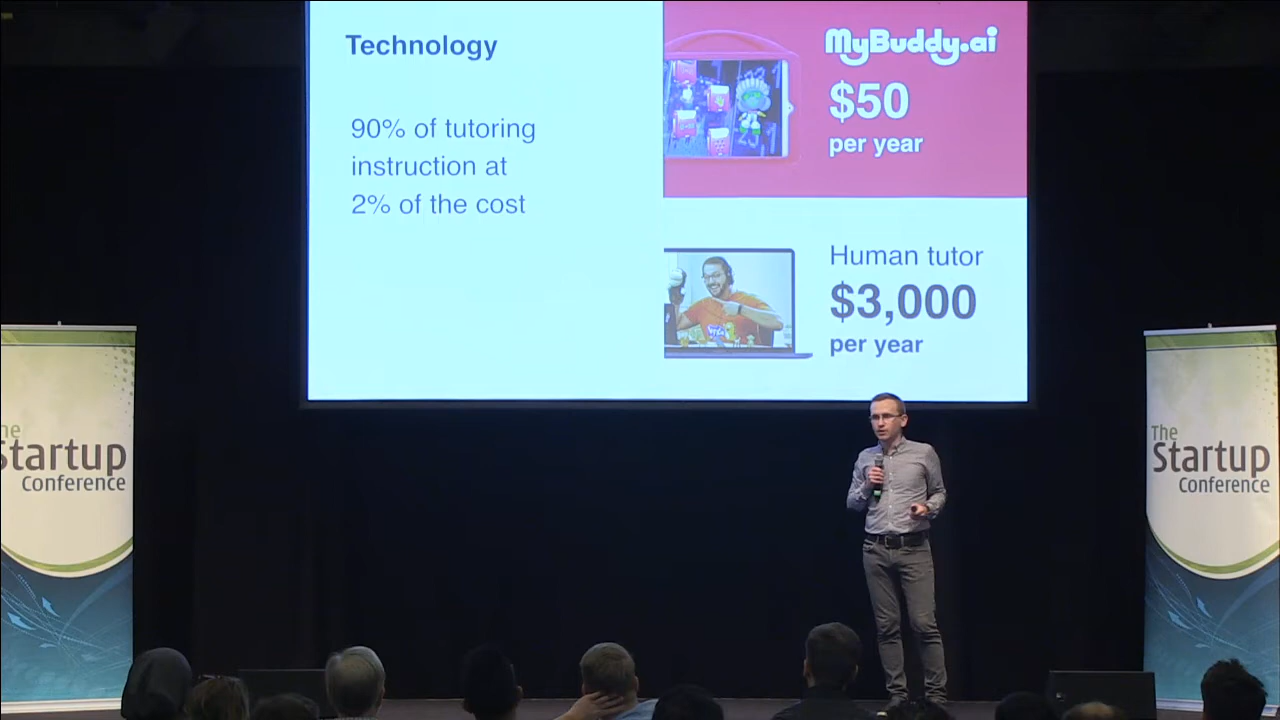 Technology
90% of tutoring
instruction at
2% of the cost
MyBuddy.ai
$50
per year
Human tutor
$3,000
per year
The
Startup
Conference
The
Startup
Conference